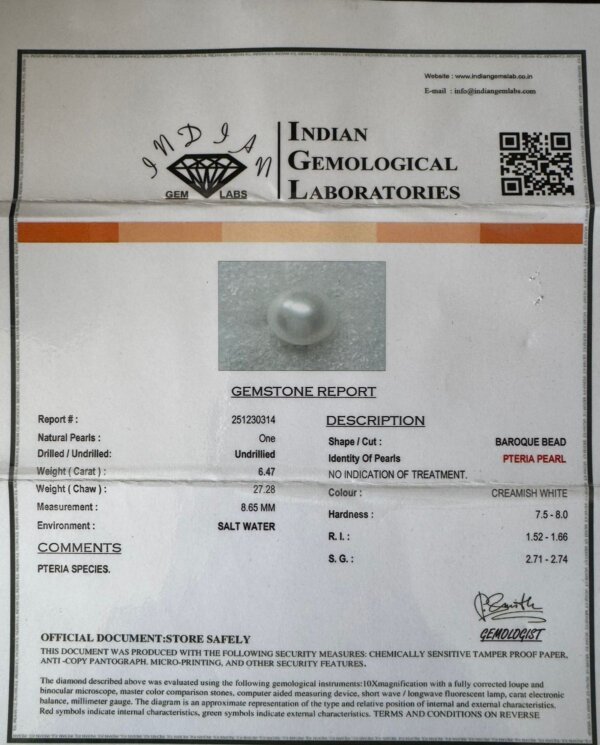 Website : www.indiangemslab.co.in
E-mail : info@indiangemlabs.com
INDIAN
GEM LABS
INDIAN
GEMOLOGICAL
LABORATORIES
GEMSTONE REPORT
Report # : 251230314
Natural Pearls : One
Drilled / Undrilled: Undrillied
Weight ( Carat ) : 6.47
Weight ( Chaw ) : 27.28
Measurement : 8.65 MM
Environment : SALT WATER
COMMENTS
PTERIA SPECIES.
DESCRIPTION
Shape / Cut : BAROQUE BEAD
Identity Of Pearls PTERIA PEARL
NO INDICATION OF TREATMENT.
Colour : CREAMISH WHITE
Hardness : 7.5 - 8.0
R. I. : 1.52 - 1.66
S. G. : 2.71 - 2.74
GEMOLOGIST
OFFICIAL DOCUMENT:STORE SAFELY
THIS DOCUMENT WAS PRODUCED WITH THE FOLLOWING SECURITY MEASURES: CHEMICALLY SENSITIVE TAMPER PROOF PAPER,
ANTI -COPY PANTOGRAPH, MICRO-PRINTING, AND OTHER SECURITY FEATURES.
The diamond described above was evaluated using the following gemological instruments:10Xmagnification with a fully corrected loupe and
binocular microscope, master color comparison stones, computer aided measuring device, short wave / longwave fluorescent lamp, carat electronic
balance, millimeter gauge. The diagram is an approximate representation of the type and relative position of internal and external characteristics.
Red symbols indicate internal characteristics, green symbols indicate external characteristics. TERMS AND CONDITIONS ON REVERSE